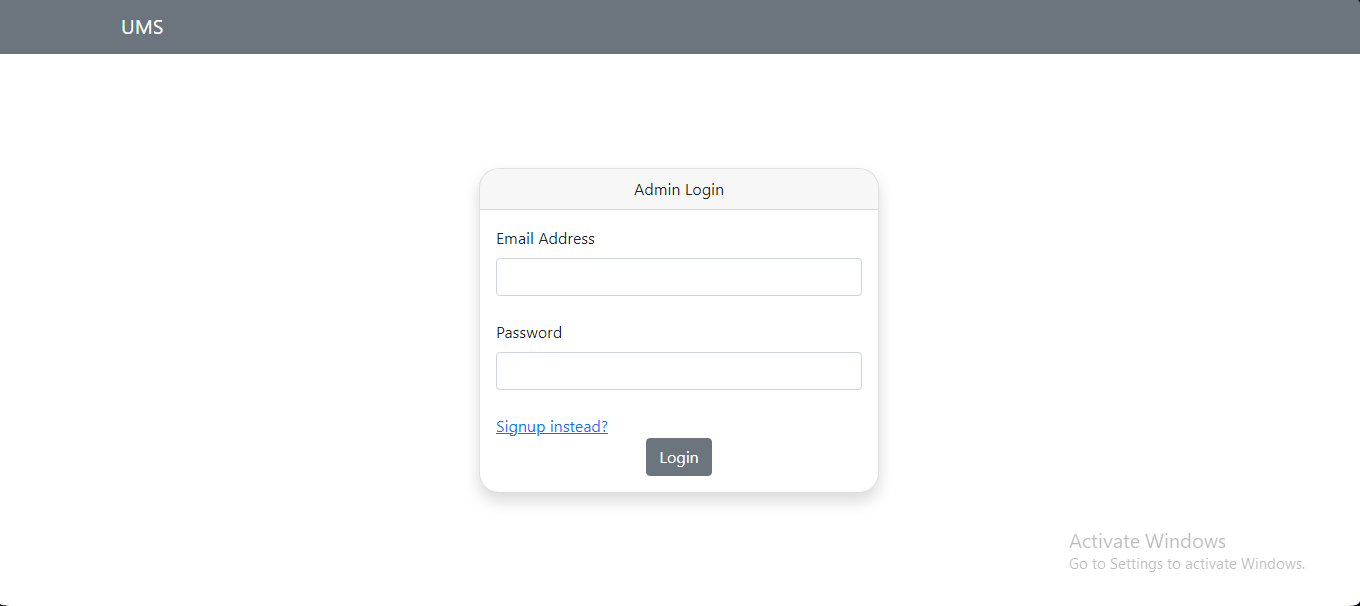 UMS
Admin Login
Email Address
Password
Signup instead?
Login
Activate Windows
Go to Settings to activate Windows.